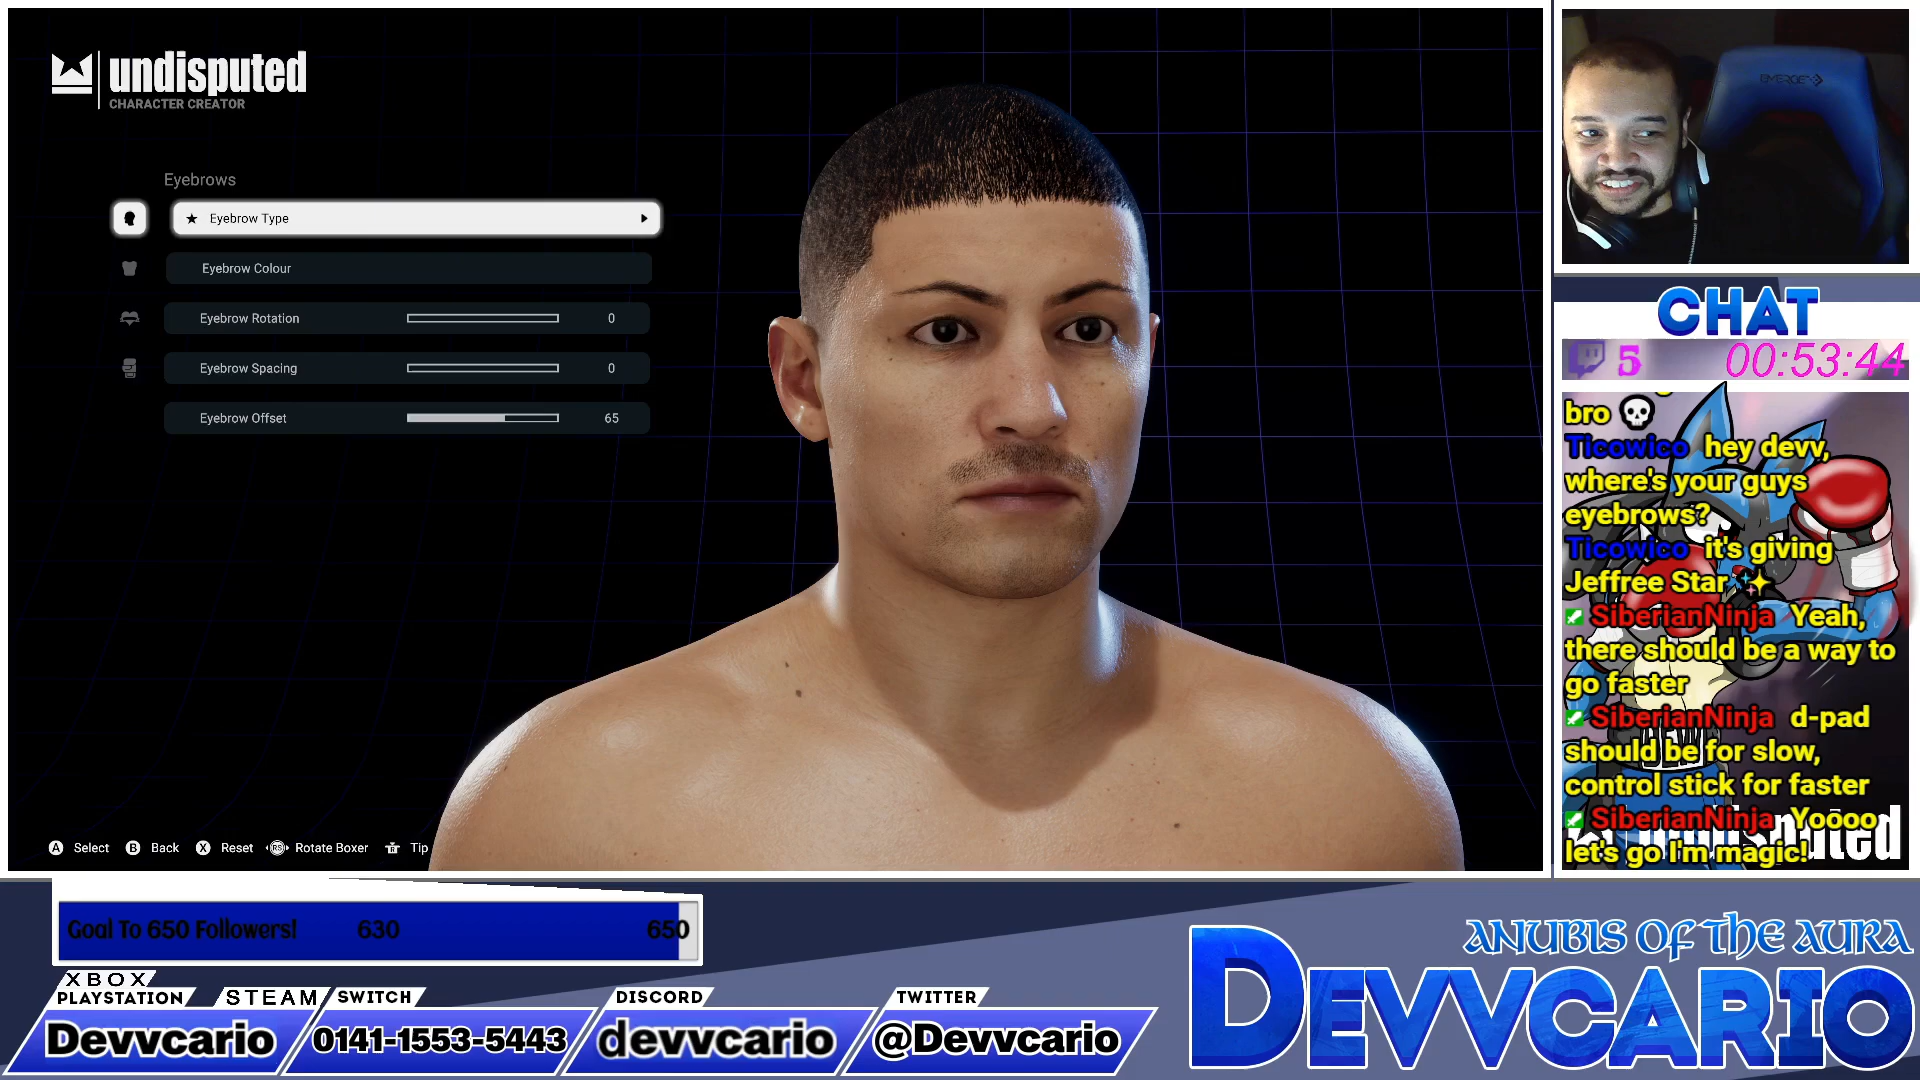 undisputed
CHARACTER CREATOR
Eyebrows
Eyebrow Type
Eyebrow Colour
Eyebrow Rotation 0
Eyebrow Spacing 0
Eyebrow Offset 65
A Select B Back X Reset RS Rotate Boxer Tip
CHAT
5 00:53:44
bro
Ticowico hey devv,
where's your guys
eyebrows?
Ticowico it's giving
Jeffree Star
SiberianNinja Yeah,
there should be a way to
go faster
SiberianNinja d-pad
should be for slow,
control stick for faster
SiberianNinja Yoooo
let's go I'm magic!
Goal To 650 Followers! 630 650
XBOX
PLAYSTATION STEAM SWITCH DISCORD TWITTER
Devvcario 0141-1553-5443 devvcario @Devvcario
ANUBIS OF THE AURA
DEVVCARIO